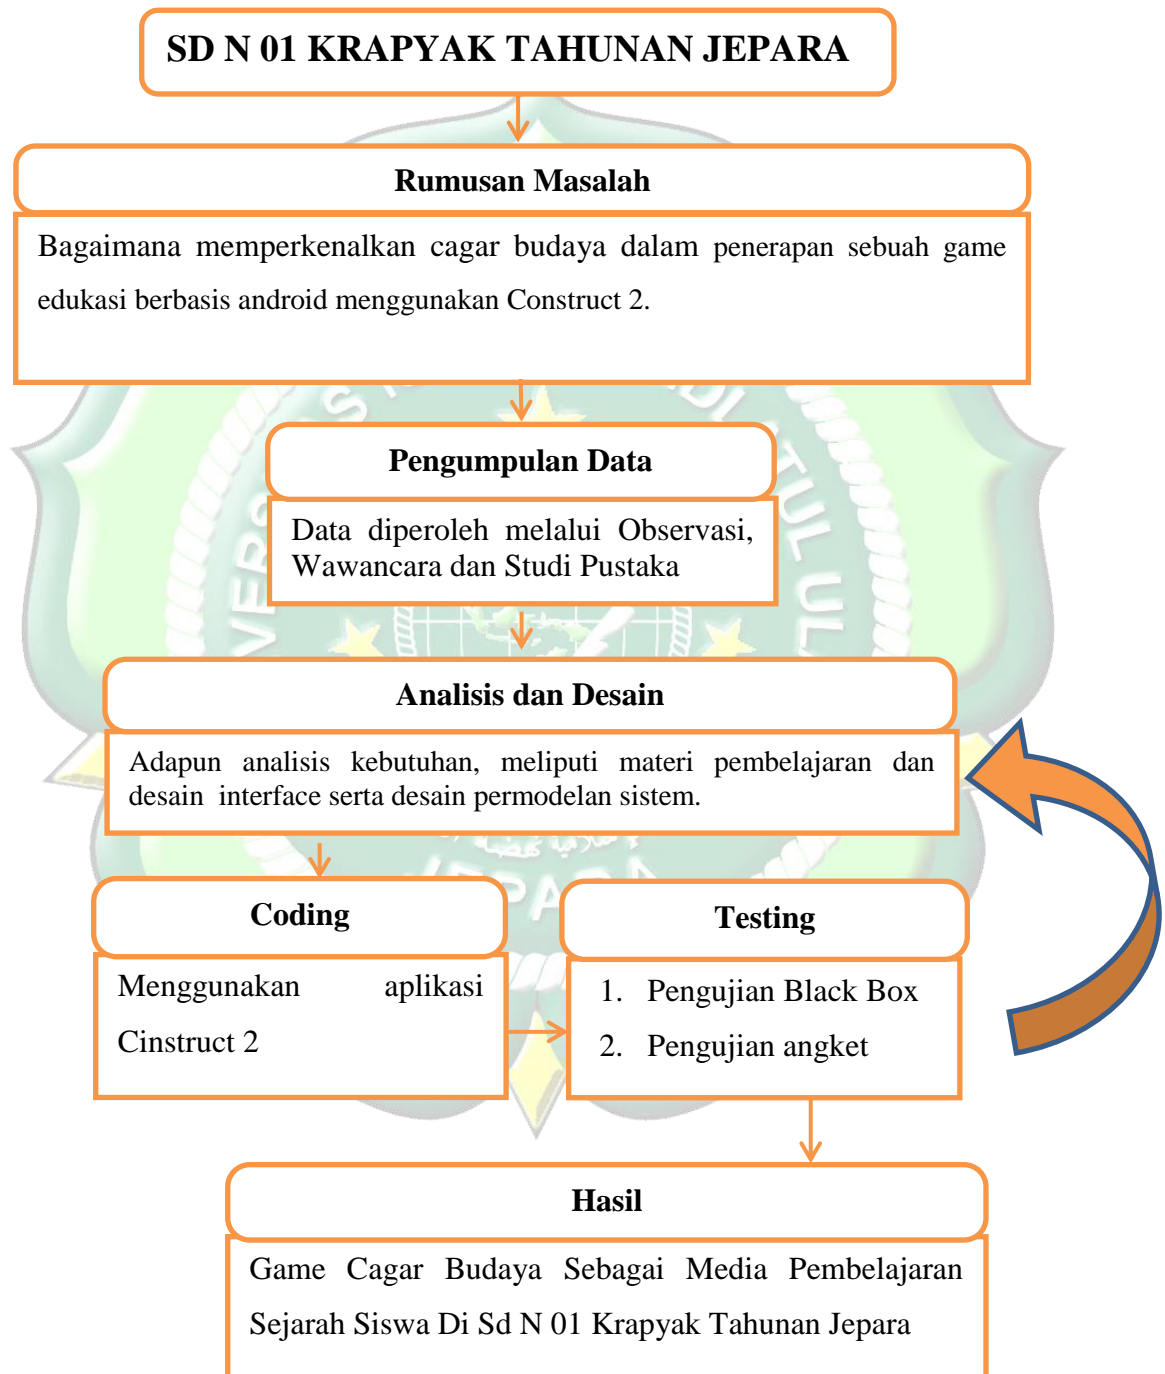 SD N 01 KRAPYAK TAHUNAN JEPARA
Rumusan Masalah
Bagaimana memperkenalkan cagar budaya dalam penerapan sebuah game
edukasi berbasis android menggunakan Construct 2.
Pengumpulan Data
Data diperoleh melalui Observasi,
Wawancara dan Studi Pustaka
Analisis dan Desain
Adapun analisis kebutuhan, meliputi materi pembelajaran dan
desain interface serta desain permodelan sistem.
Coding
Menggunakan aplikasi
Cinstruct 2
Testing
1. Pengujian Black Box
2. Pengujian angket
Hasil
Game Cagar Budaya Sebagai Media Pembelajaran
Sejarah Siswa Di Sd N 01 Krapyak Tahunan Jepara
JEPARA